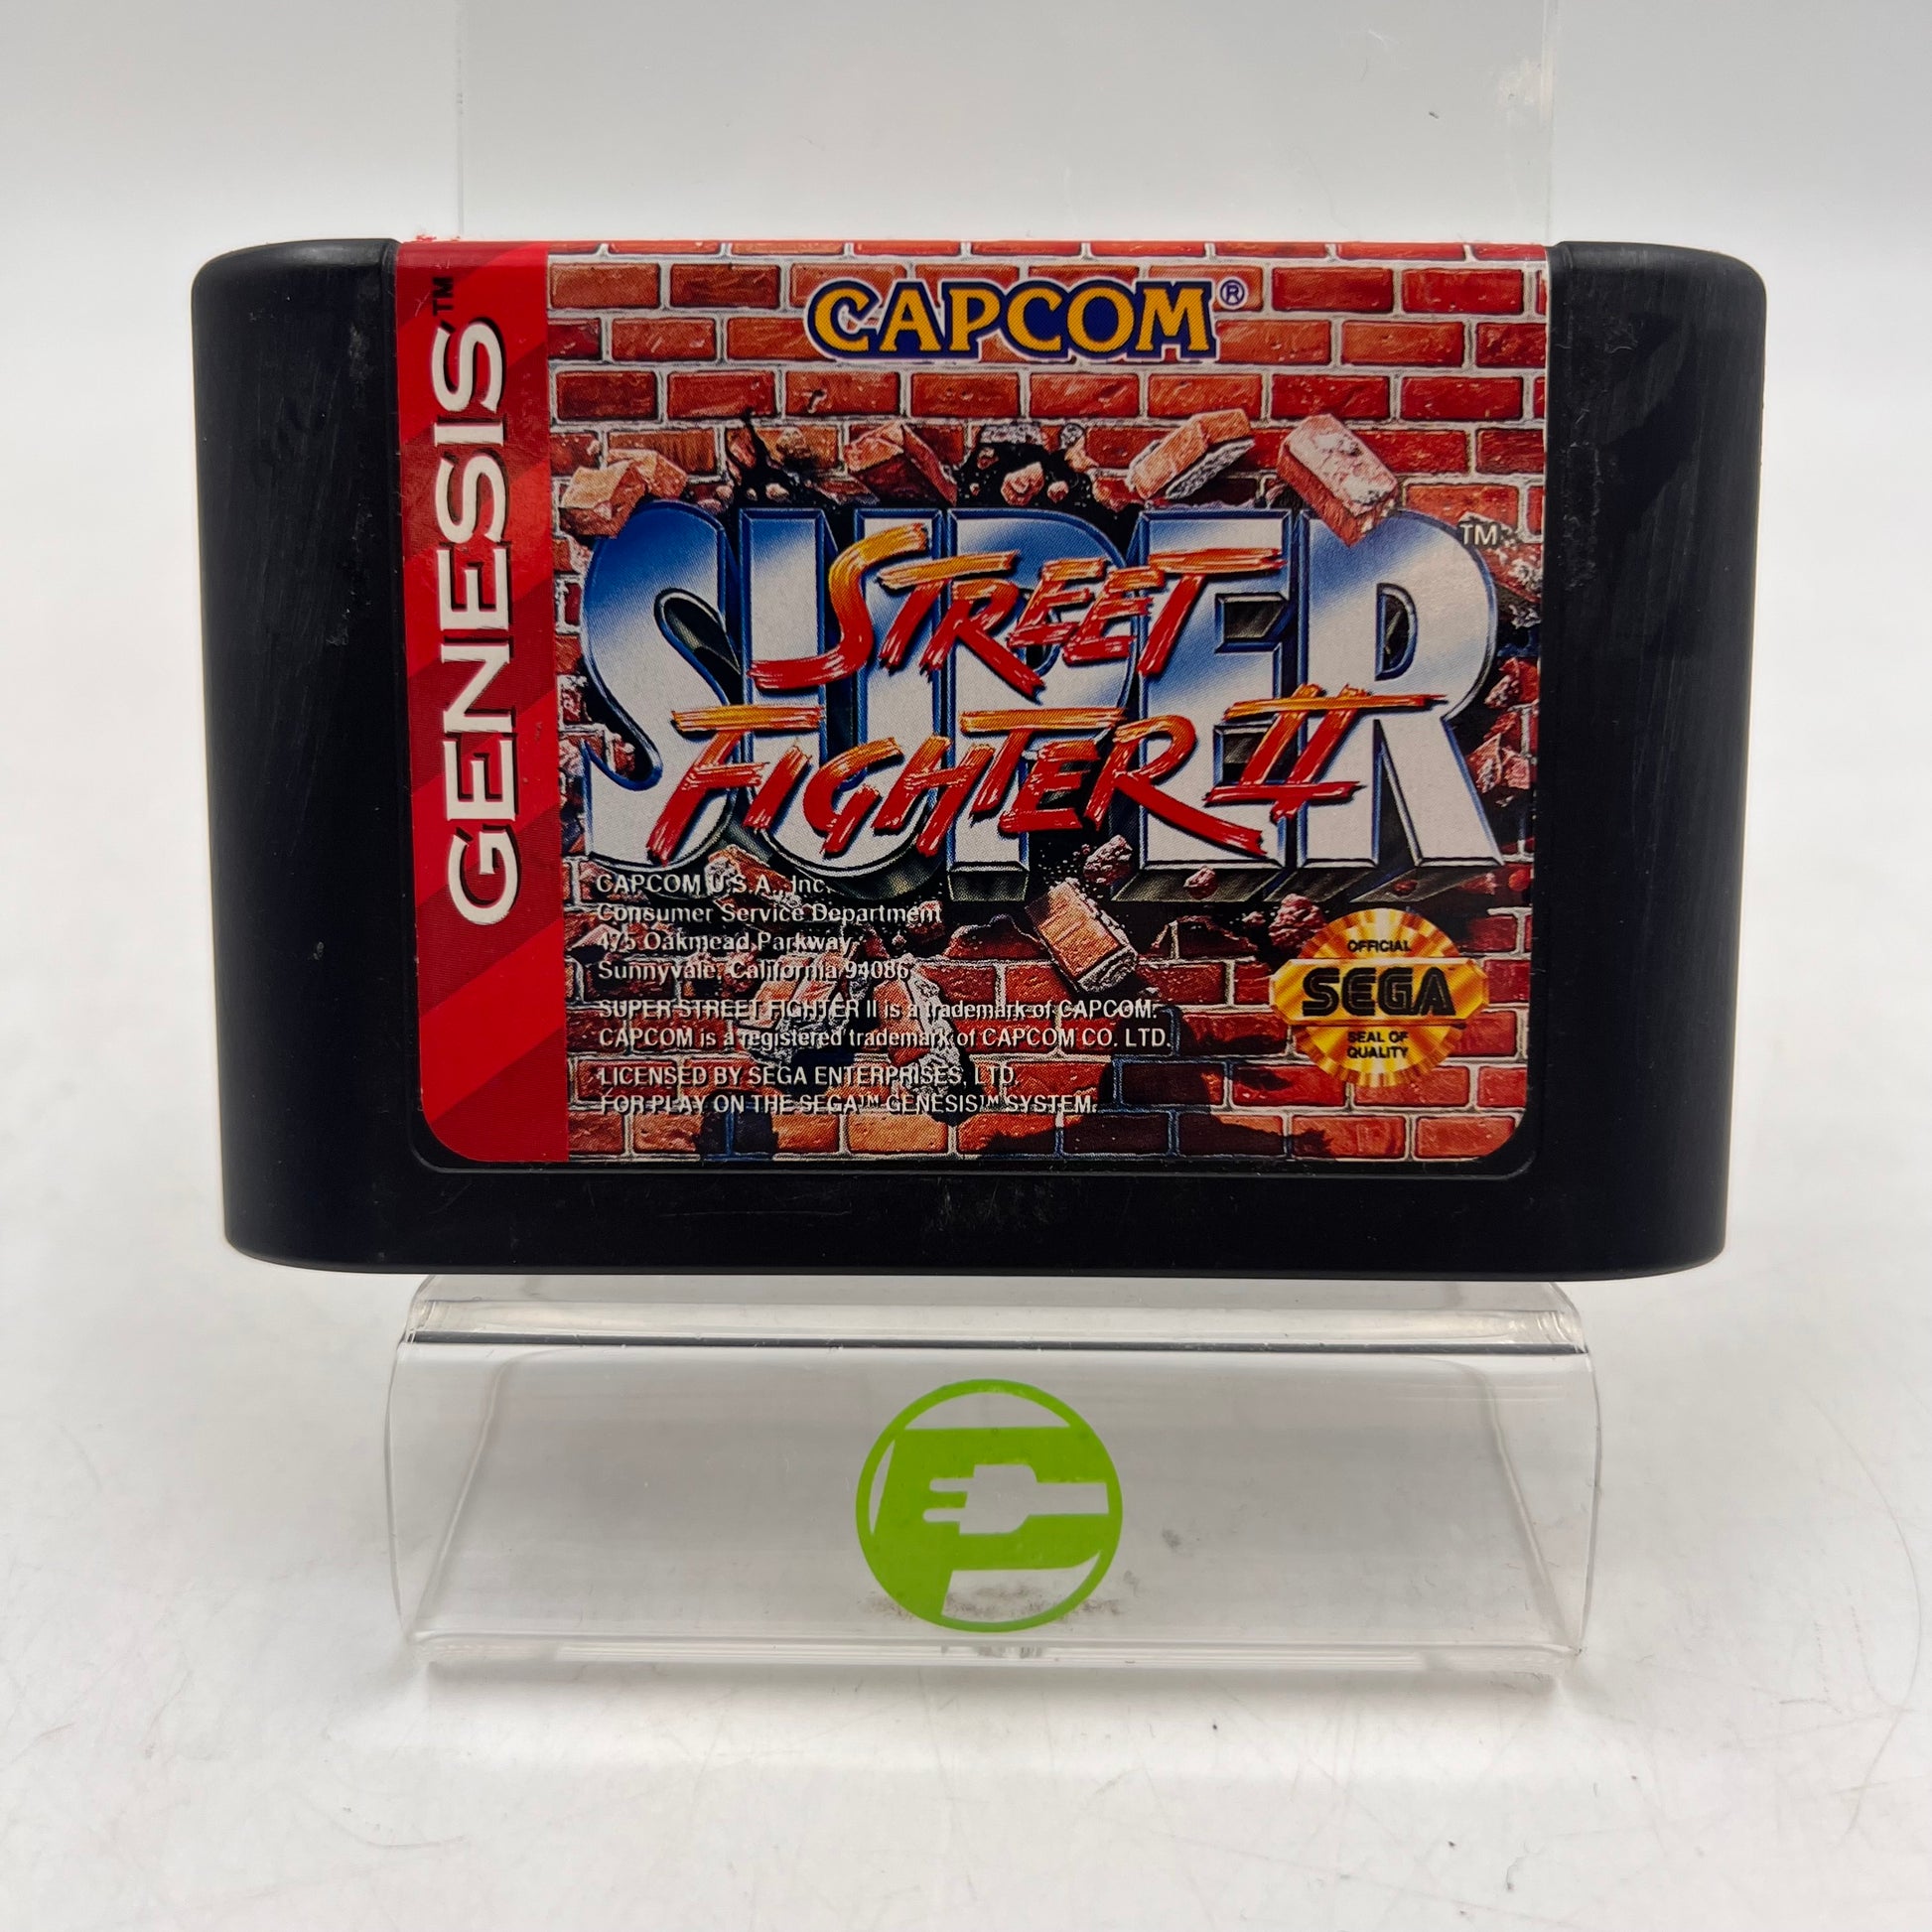 GENESIS™
CAPCOM®
SUPER™
STREET
FIGHTER II
CAPCOM U.S.A., Inc.
Consumer Service Department
475 Oakmead Parkway
Sunnyvale, California 94086
SUPER STREET FIGHTER II is a trademark of CAPCOM.
CAPCOM is a registered trademark of CAPCOM CO. LTD.
LICENSED BY SEGA ENTERPRISES, LTD.
FOR PLAY ON THE SEGA™ GENESIS™ SYSTEM.
OFFICIAL
SEGA™
SEAL OF
QUALITY